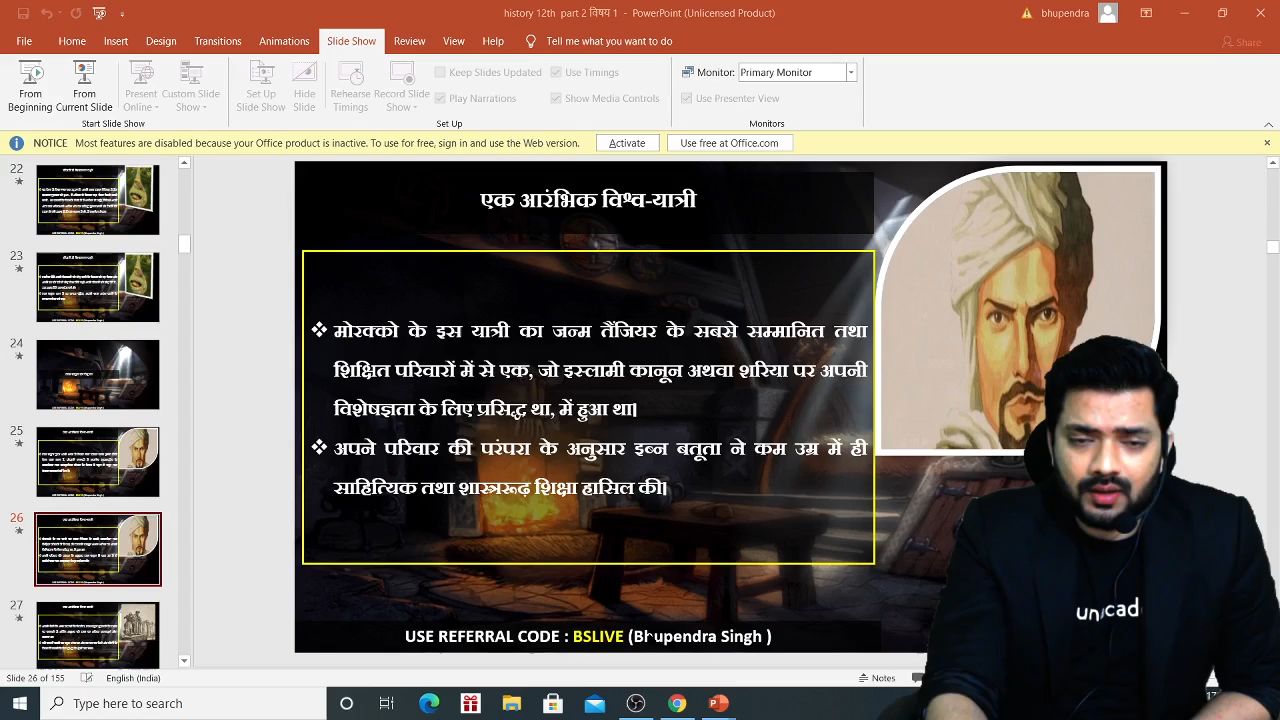 history 12th part 2 विषय 1 - PowerPoint (Unlicensed Product)
bhupendra
File Home Insert Design Transitions Animations Slide Show Review View Help Tell me what you want to do
Share
From Beginning
From Current Slide
Present Online
Custom Slide Show
Set Up Slide Show
Hide Slide
Rehearse Timings
Record Slide Show
Keep Slides Updated
Play Narrations
Use Timings
Show Media Controls
Monitor: Primary Monitor
Use Presenter View
Start Slide Show
Set Up
Monitors
NOTICE Most features are disabled because your Office product is inactive. To use for free, sign in and use the Web version. Activate Use free at Office.com
22
23
24
25
26
27
एक आरंभिक विश्व-यात्री
❖ मोरक्को के इस यात्री का जन्म तैंजियर के सबसे सम्मानित तथा
शिक्षित परिवारों में से एक, जो इस्लामी कानून अथवा शरिया पर अपनी
विशेषज्ञता के लिए प्रसिद्ध था, में हुआ था।
❖ अपने परिवार की परंपरा के अनुसार इब्न बतूता ने कम उम्र में ही
साहित्यिक तथा शास्त्ररूढ़ शिक्षा हासिल की।
USE REFERRAL CODE : BSLIVE (Bhupendra Singh )
Slide 26 of 155 English (India) Notes
Type here to search